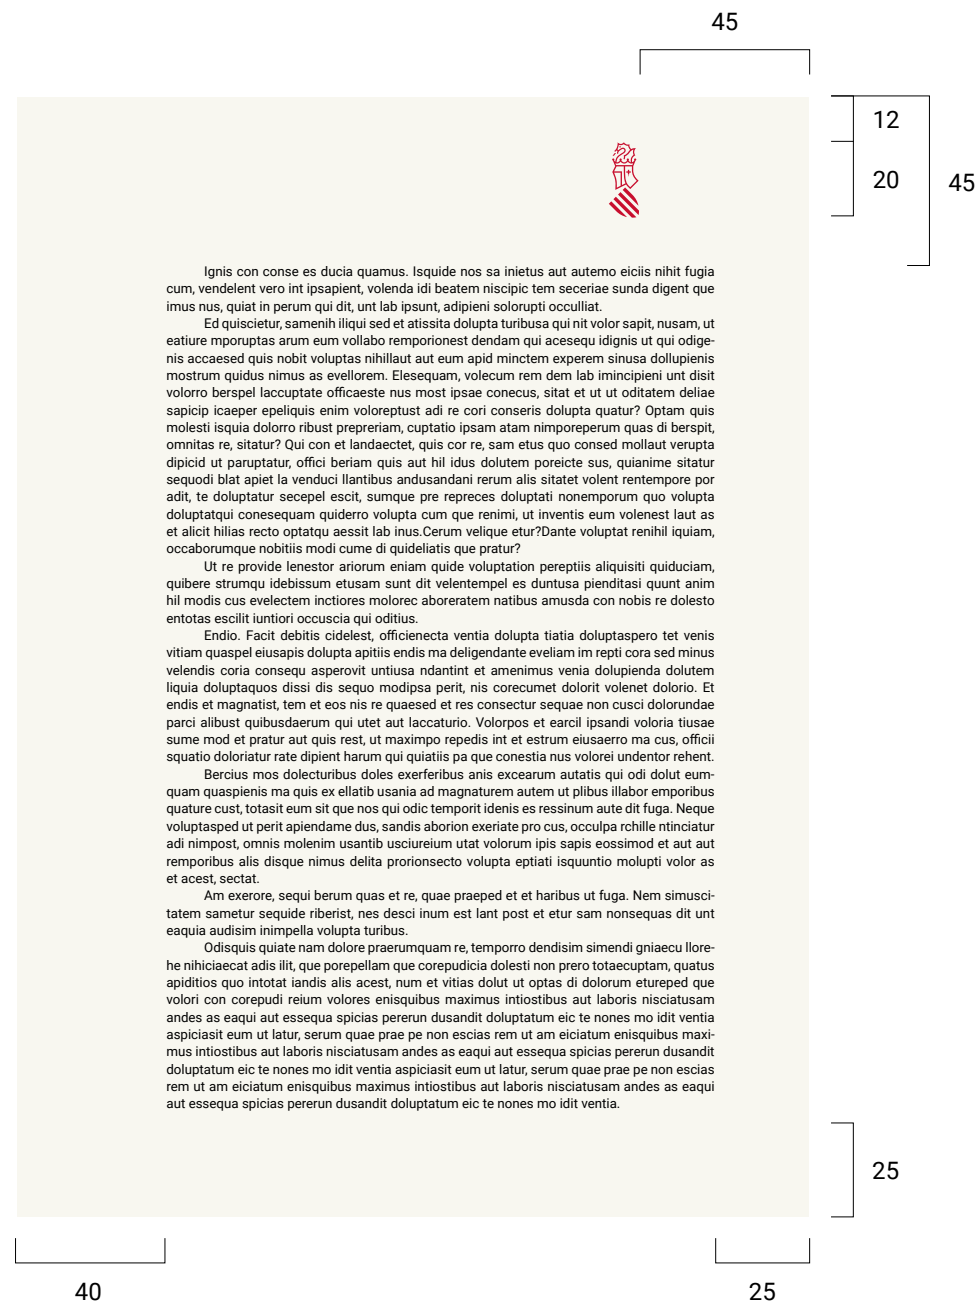 45
12
20
45
Ignis con conse es ducia quamus. Isquide nos sa inietus aut autemo eiciis nihit fugia
cum, vendelent vero int ipsapient, volenda idi beatem niscipic tem seceriae sunda digent que
imus nus, quiat in perum qui dit, unt lab ipsunt, adipieni solorupti occulliat.
Ed quiscietur, samenih iliqui sed et atissita dolupta turibusa qui nit volor sapit, nusam, ut
eatiure mporuptas arum eum vollabo remporionest dendam qui acesequ idignis ut qui odige-
nis accaesed quis nobit voluptas nihillaut aut eum apid minctem experem sinusa dollupienis
mostrum quidus nimus as evellorem. Elesequam, volecum rem dem lab imincipieni unt disit
volorro berspel laccuptate officaeste nus most ipsae conecus, sitat et ut ut oditatem deliae
sapicip icaeper epeliquis enim voloreptust adi re cori conseris dolupta quatur? Optam quis
molesti isquia dolorro ribust prepreriam, cuptatio ipsam atam nimporeperum quas di berspit,
omnitas re, sitatur? Qui con et landaectet, quis cor re, sam etus quo consed mollaut verupta
dipicid ut paruptatur, offici beriam quis aut hil idus dolutem poreicte sus, quianime sitatur
sequodi blat apiet la venduci llantibus andusandani rerum alis sitatet volent rentempore por
adit, te doluptatur secepel escit, sumque pre repreces doluptati nonemporum quo volupta
doluptatqui conesequam quiderro volupta cum que renimi, ut inventis eum volenest laut as
et alicit hilias recto optatqu aessit lab inus.Cerum velique etur?Dante voluptat renihil iquiam,
occaborumque nobitiis modi cume di quideliatis que pratur?
Ut re provide lenestor ariorum eniam quide voluptation pereptiis aliquisiti quiduciam,
quibere strumqu idebissum etusam sunt dit velentempel es duntusa pienditasi quunt anim
hil modis cus evelectem inctiores molorec aboreratem natibus amusda con nobis re dolesto
entotas escilit iuntiori occuscia qui oditius.
Endio. Facit debitis cidelest, officienecta ventia dolupta tiatia doluptaspero tet venis
vitiam quaspel eiusapis dolupta apitiis endis ma deligendante eveliam im repti cora sed minus
velendis coria consequ asperovit untiusa ndantint et amenimus venia dolupienda dolutem
liquia doluptaquos dissi dis sequo modipsa perit, nis corecumet dolorit volenet dolorio. Et
endis et magnatist, tem et eos nis re quaesed et res consectur sequae non cusci dolorundae
parci alibust quibusdaerum qui utet aut laccaturio. Volorpos et earcil ipsandi voloria tiusae
sume mod et pratur aut quis rest, ut maximpo repedis int et estrum eiusaerro ma cus, officii
squatio doloriatur rate dipient harum qui quiatiis pa que conestia nus volorei undentor rehent.
Bercius mos dolecturibus doles exerferibus anis excearum autatis qui odi dolut eum-
quam quaspienis ma quis ex ellatib usania ad magnaturem autem ut plibus illabor emporibus
quature cust, totasit eum sit que nos qui odic temporit idenis es ressinum aute dit fuga. Neque
voluptasped ut perit apiendame dus, sandis aborion exeriate pro cus, occulpa rchille ntinciatur
adi nimpost, omnis molenim usantib usciureium utat volorum ipis sapis eossimod et aut aut
remporibus alis disque nimus delita prorionsecto volupta eptiati isquuntio molupti volor as
et acest, sectat.
Am exerore, sequi berum quas et re, quae praeped et et haribus ut fuga. Nem simusci-
tatem sametur sequide riberist, nes desci inum est lant post et etur sam nonsequas dit unt
eaquia audisim inimpella volupta turibus.
Odisquis quiate nam dolore praerumquam re, temporro dendisim simendi gniaecu llore-
he nihiciaecat adis ilit, que porepellam que corepudicia dolesti non prero totaecuptam, quatus
apiditios quo intotat iandis alis acest, num et vitias dolut ut optas di dolorum etureped que
volori con corepudi reium volores enisquibus maximus intiostibus aut laboris nisciatusam
andes as eaqui aut essequa spicias pererun dusandit doluptatum eic te nones mo idit ventia
aspiciasit eum ut latur, serum quae prae pe non escias rem ut am eiciatum enisquibus maxi-
mus intiostibus aut laboris nisciatusam andes as eaqui aut essequa spicias pererun dusandit
doluptatum eic te nones mo idit ventia aspiciasit eum ut latur, serum quae prae pe non escias
rem ut am eiciatum enisquibus maximus intiostibus aut laboris nisciatusam andes as eaqui
aut essequa spicias pererun dusandit doluptatum eic te nones mo idit ventia.
25
40
25